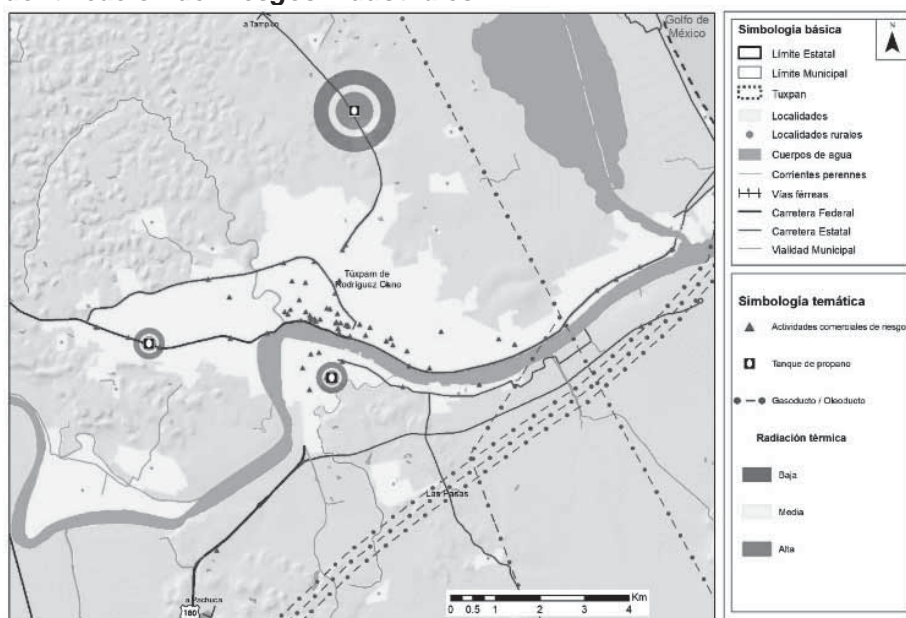 a Tampico
Golfo de
México
Túxpam de
Rodríguez Cano
Las Pasas
a Pachuca
180
Km
0 0.5 1 2 3 4
N
Simbología básica
Límite Estatal
Límite Municipal
Tuxpan
Localidades
Localidades rurales
Cuerpos de agua
Corrientes perennes
Vías férreas
Carretera Federal
Carretera Estatal
Vialidad Municipal
Simbología temática
Actividades comerciales de riesgo
Tanque de propano
Gasoducto / Oleoducto
Radiación térmica
Baja
Media
Alta